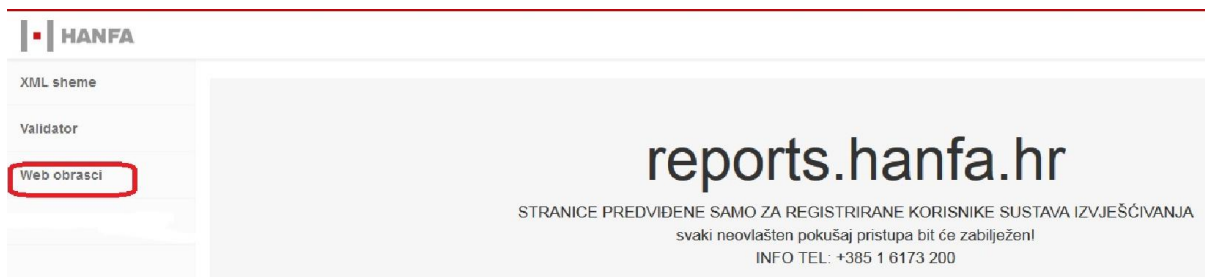 HANFA
XML sheme
Validator
Web obrasci
reports.hanfa.hr
STRANICE PREDVIĐENE SAMO ZA REGISTRIRANE KORISNIKE SUSTAVA IZVJEŠĆIVANJA
svaki neovlašten pokušaj pristupa bit će zabilježen!
INFO TEL: +385 1 6173 200